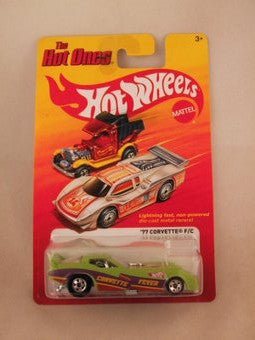 The
Hot Ones
3+
Hot Wheels
MATTEL
Lightning fast, non-powered
die-cast metal racers!
'77 CORVETTE® F/C
CORVETTE FEVER